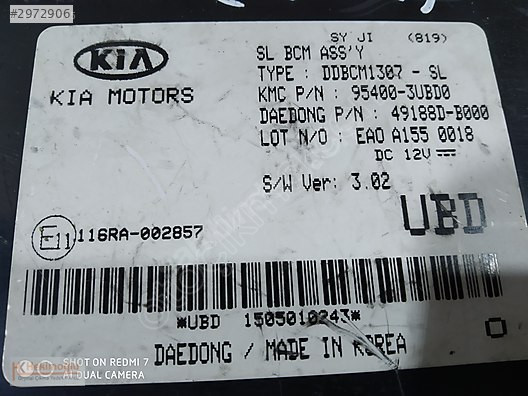 #2972906
SY JI (819)
KIA
KIA MOTORS
SL BCM ASS'Y
TYPE : DDBCM1307 - SL
KMC P/N : 95400-3UBD0
DAEDONG P/N : 49188D-B000
LOT N/O : EAO A155 0018
DC 12V
S/W Ver: 3.02
UBD
E11 116RA-002857
*UBD 1505010243*
DAEDONG / MADE IN KOREA
SHOT ON REDMI 7
AI DUAL CAMERA